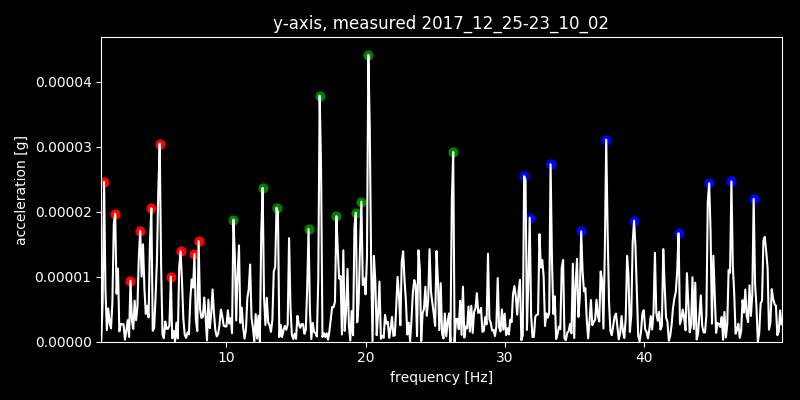 y-axis, measured 2017_12_25-23_10_02
acceleration [g]
0.00004
0.00003
0.00002
0.00001
0.00000
10 20 30 40
frequency [Hz]